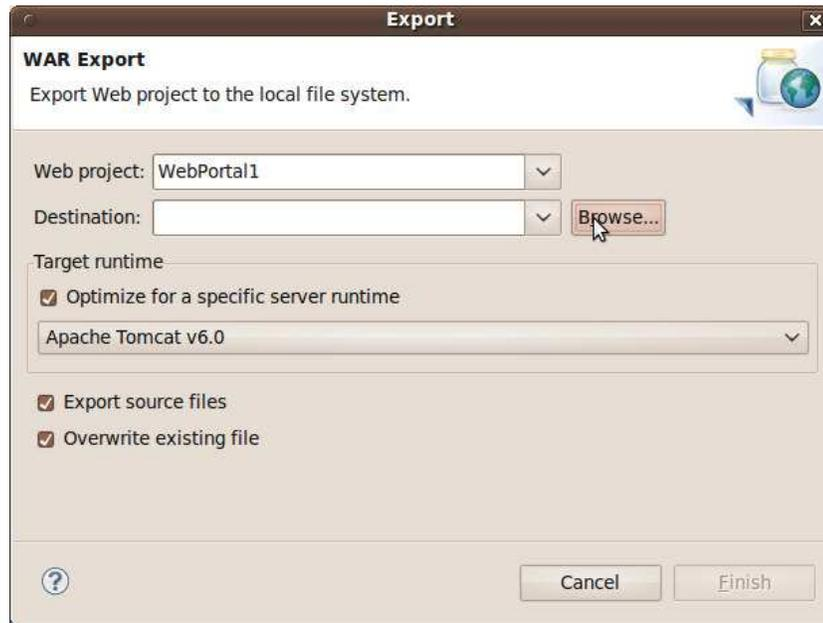 Export
WAR Export
Export Web project to the local file system.
Web project: WebPortal1
Destination: Browse...
Target runtime
Optimize for a specific server runtime
Apache Tomcat v6.0
Export source files
Overwrite existing file
? Cancel Finish